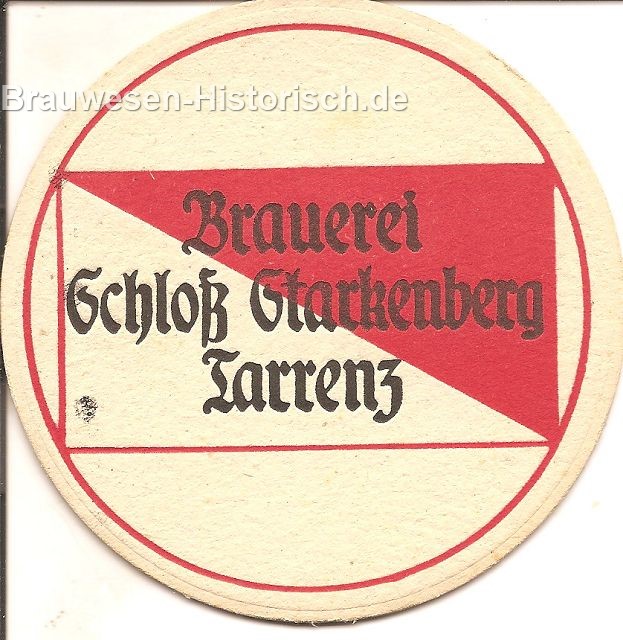 Brauwesen-Historisch.de
Brauerei
Schloß Starkenberg
Tarrenz